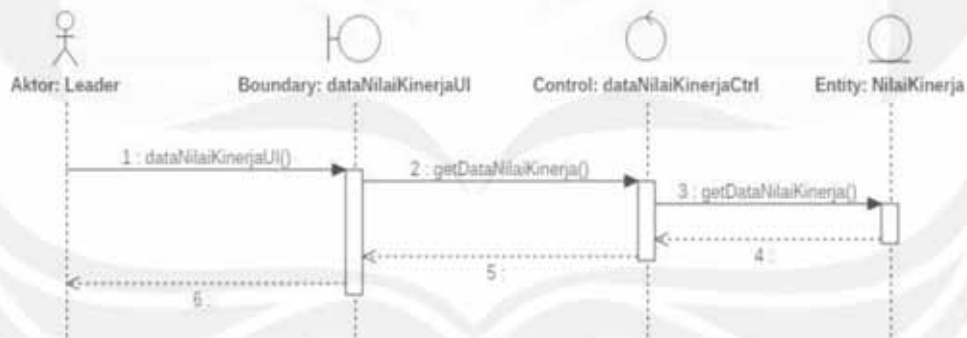 Aktor: Leader
Boundary: dataNilaiKinerjaUI
Control: dataNilaiKinerjaCtrl
Entity: NilaiKinerja
1 : dataNilaiKinerjaUI()
2 : getDataNilaiKinerja()
3 : getDataNilaiKinerja()
4 :
5 :
6 :